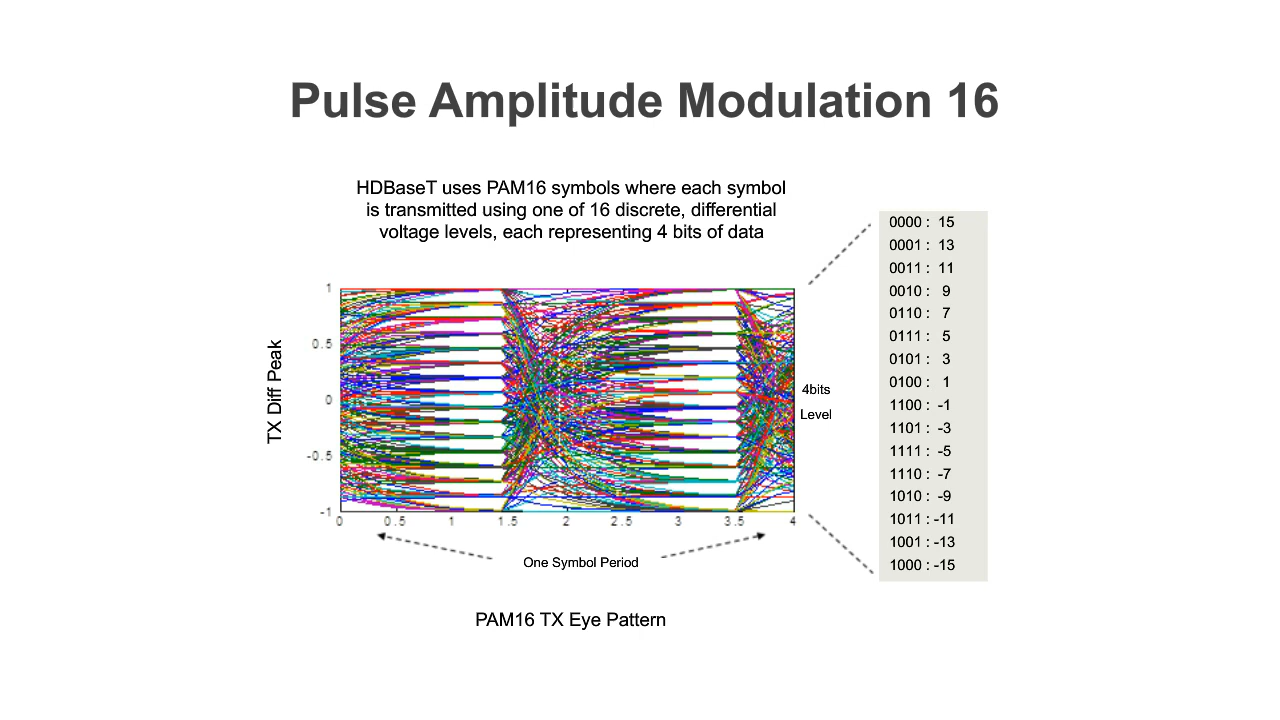 Pulse Amplitude Modulation 16
HDBaseT uses PAM16 symbols where each symbol
is transmitted using one of 16 discrete, differential
voltage levels, each representing 4 bits of data
0000 : 15
0001 : 13
0011 : 11
0010 : 9
0110 : 7
0111 : 5
0101 : 3
0100 : 1
1100 : -1
1101 : -3
1111 : -5
1110 : -7
1010 : -9
1011 : -11
1001 : -13
1000 : -15
TX Diff Peak
1
0.5
0
-0.5
-1
4bits
Level
0 0.5 1 1.5 2 2.5 3 3.5 4
One Symbol Period
PAM16 TX Eye Pattern